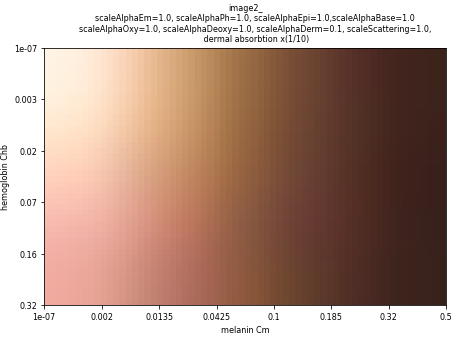 image2_
scaleAlphaEm=1.0, scaleAlphaPh=1.0, scaleAlphaEpi=1.0,scaleAlphaBase=1.0
scaleAlphaOxy=1.0, scaleAlphaDeoxy=1.0, scaleAlphaDerm=0.1, scaleScattering=1.0,
dermal absorbtion x(1/10)
hemoglobin Chb
1e-07
0.003
0.02
0.07
0.16
0.32
1e-07 0.002 0.0135 0.0425 0.1 0.185 0.32 0.5
melanin Cm